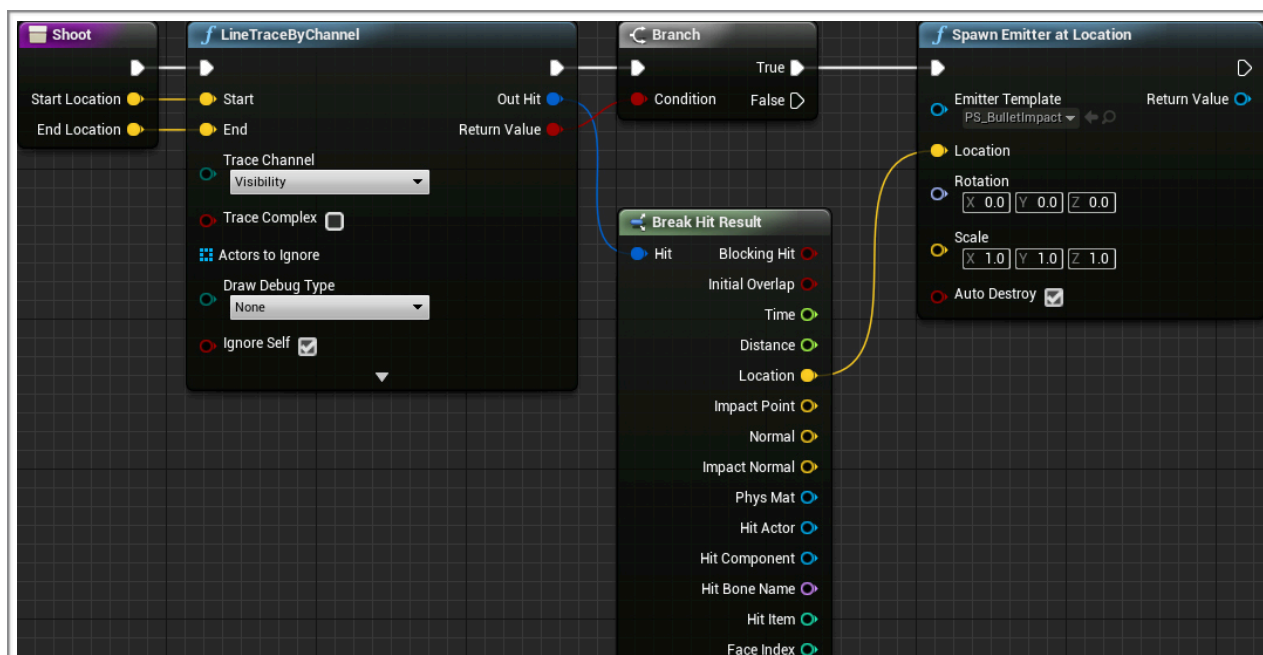 Shoot
Start Location
End Location
LineTraceByChannel
Start
Out Hit
End
Return Value
Trace Channel
Visibility
Trace Complex
Actors to Ignore
Draw Debug Type
None
Ignore Self
Branch
True
Condition
False
Break Hit Result
Hit
Blocking Hit
Initial Overlap
Time
Distance
Location
Impact Point
Normal
Impact Normal
Phys Mat
Hit Actor
Hit Component
Hit Bone Name
Hit Item
Face Index
Spawn Emitter at Location
Emitter Template
Return Value
PS_BulletImpact
Location
Rotation
X 0.0 Y 0.0 Z 0.0
Scale
X 1.0 Y 1.0 Z 1.0
Auto Destroy